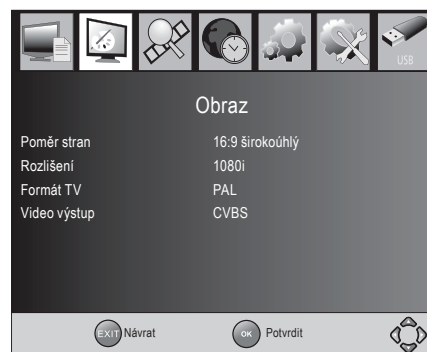 USB
Obraz
Poměr stran 16:9 širokoúhlý
Rozlišení 1080i
Formát TV PAL
Video výstup CVBS
EXIT Návrat OK Potvrdit